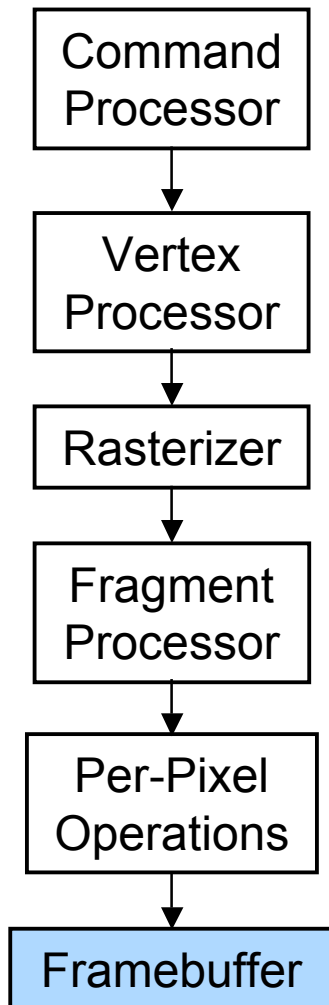 Command
Processor
Vertex
Processor
Rasterizer
Fragment
Processor
Per-Pixel
Operations
Framebuffer